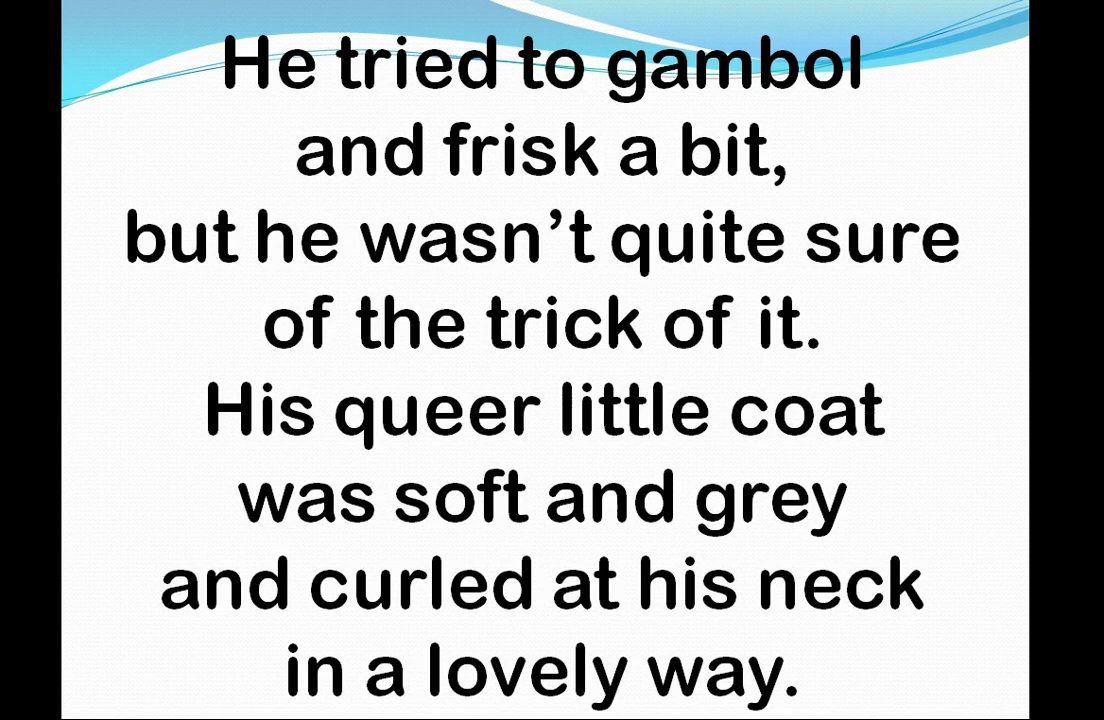 He tried to gambol
and frisk a bit,
but he wasn’t quite sure
of the trick of it.
His queer little coat
was soft and grey
and curled at his neck
in a lovely way.